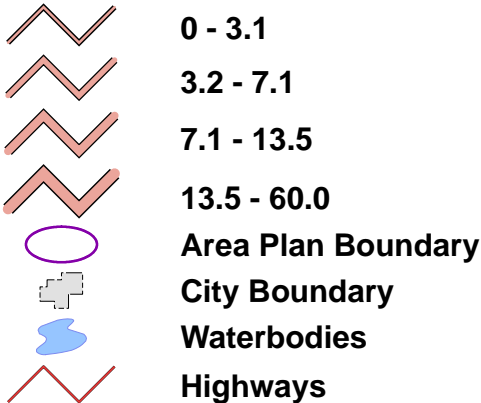 0 - 3.1
3.2 - 7.1
7.1 - 13.5
13.5 - 60.0
Area Plan Boundary
City Boundary
Waterbodies
Highways